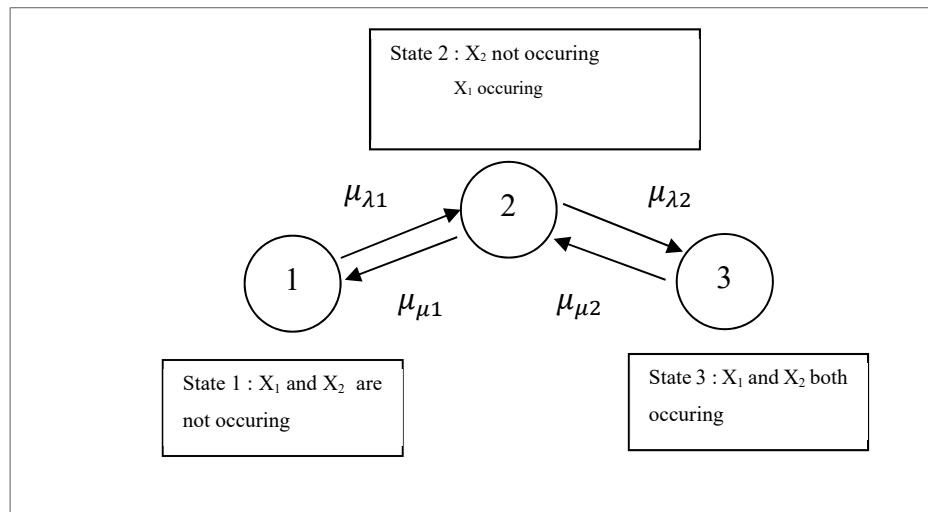 State 2 : X₂ not occuring
X₁ occuring
μλ1
2
μλ2
1
3
μμ1
μμ2
State 1 : X₁ and X₂ are
not occuring
State 3 : X₁ and X₂ both
occuring